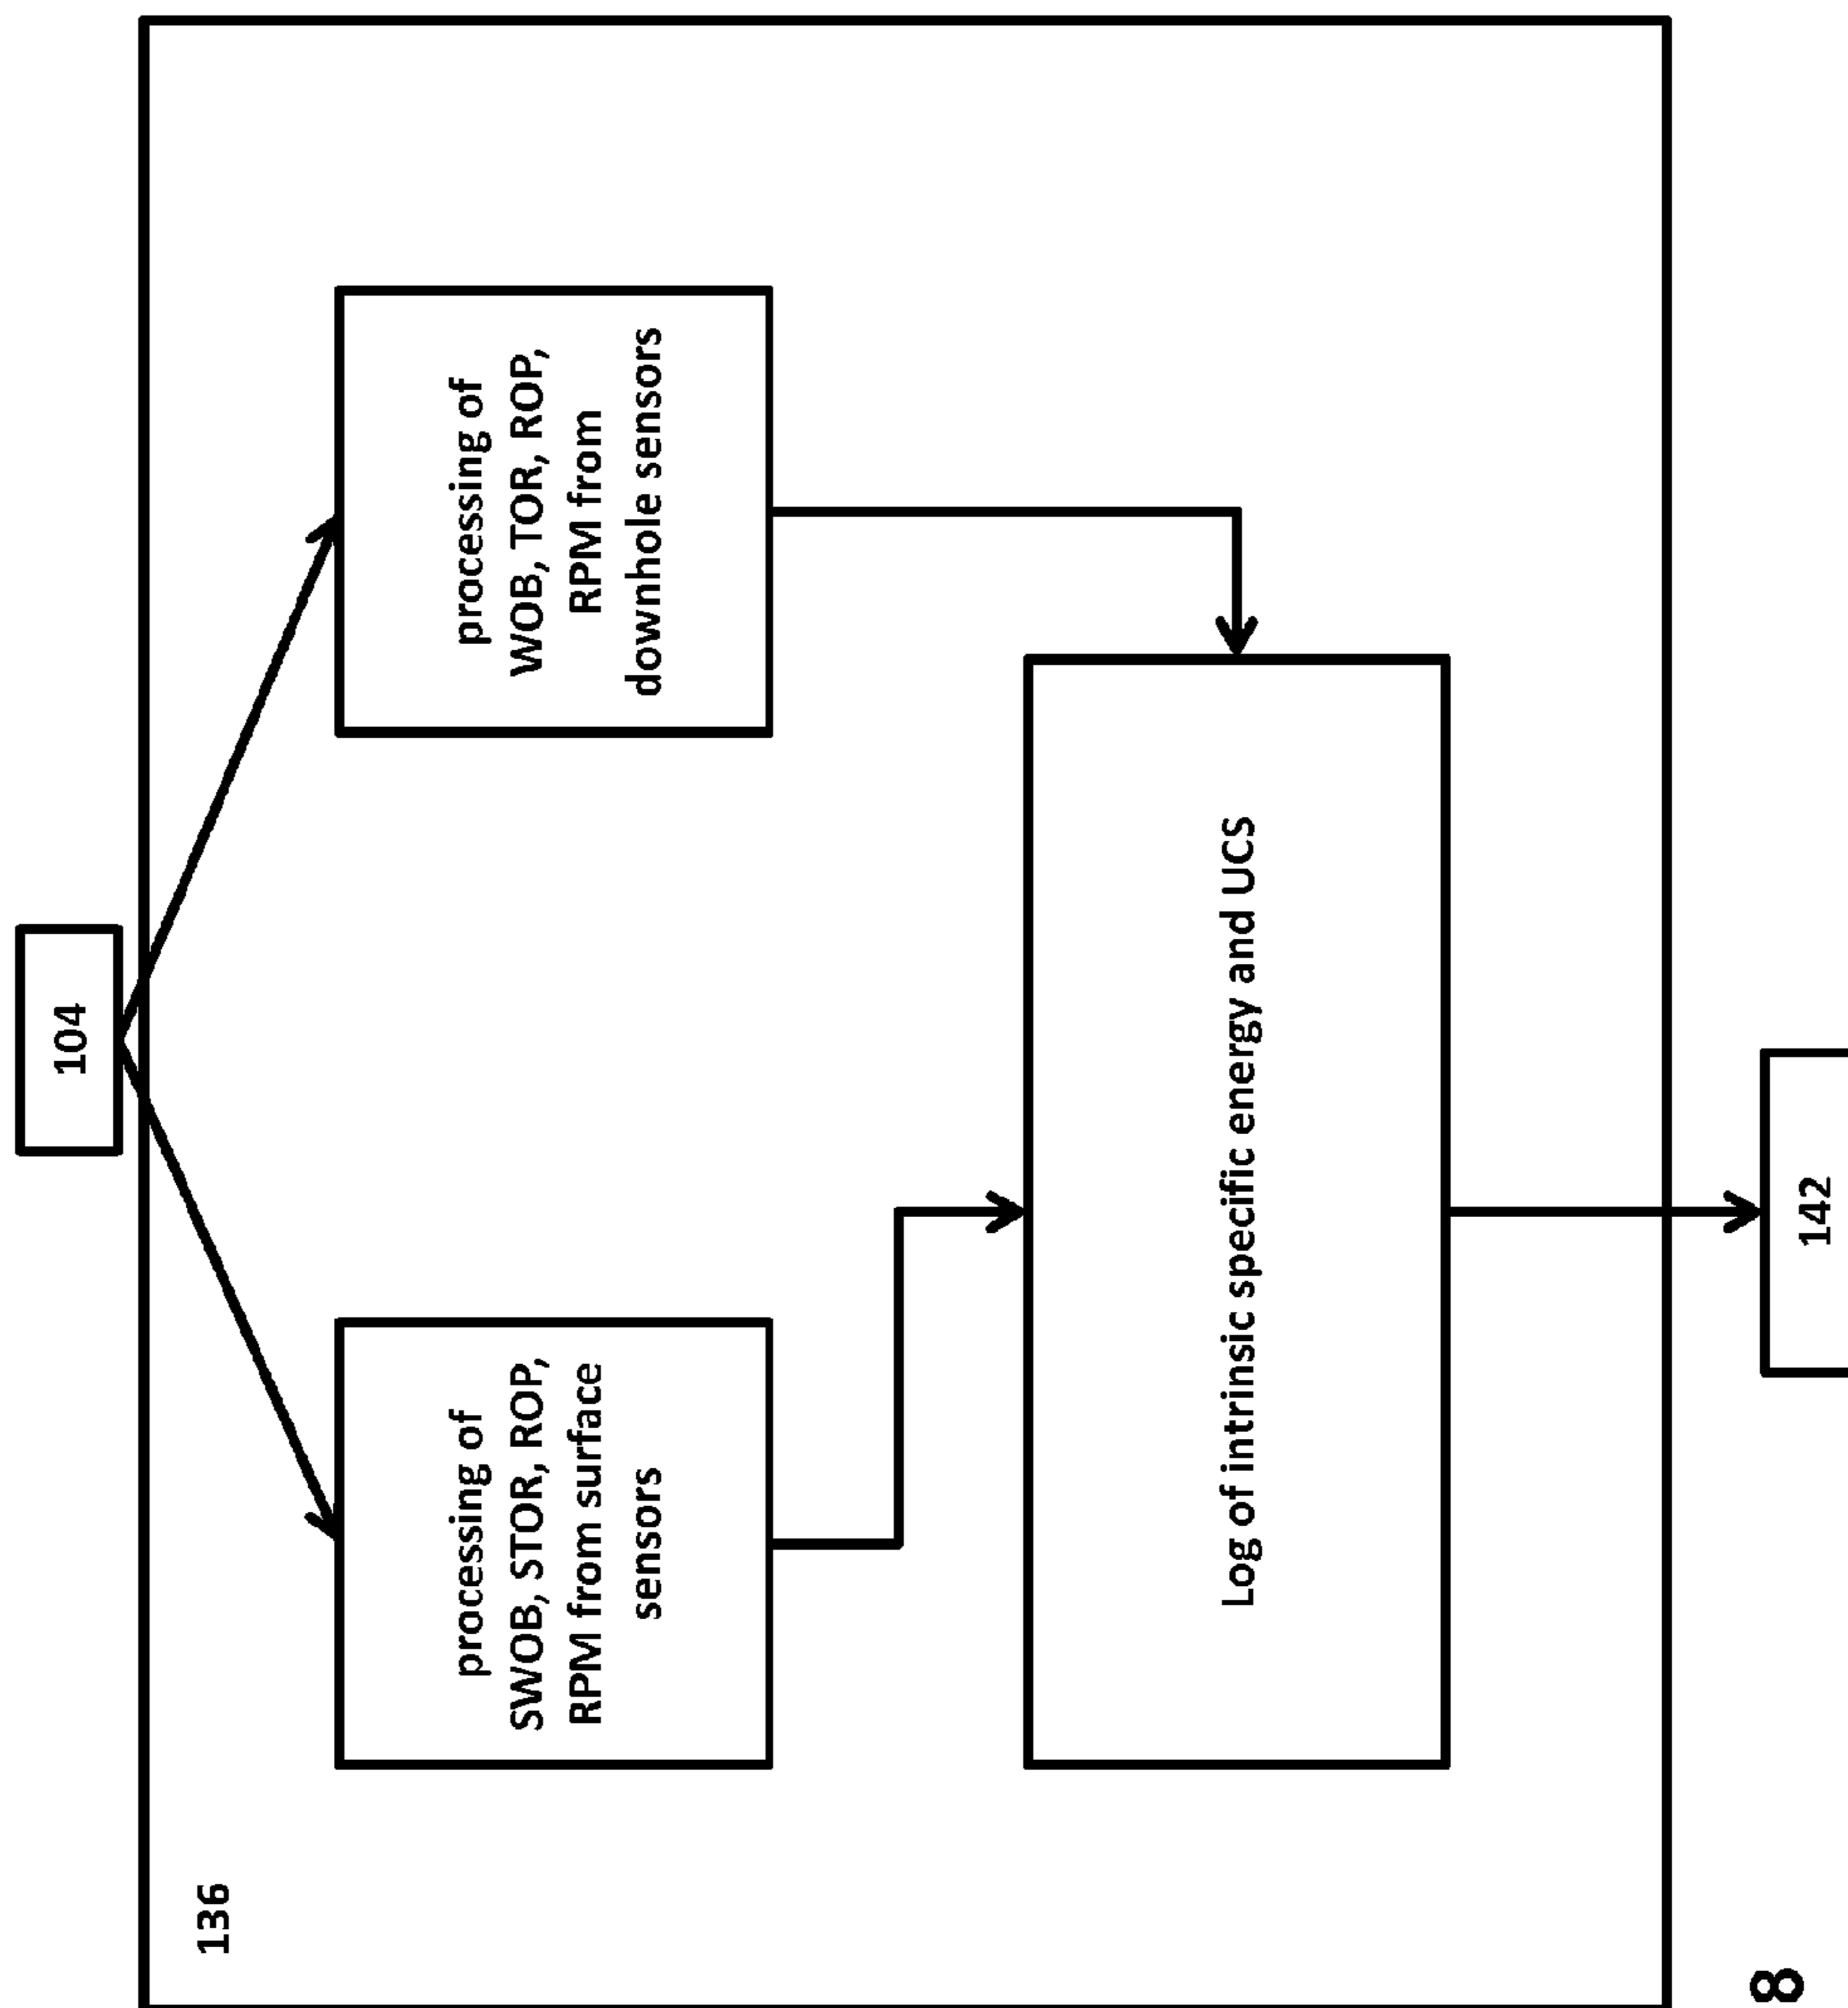 104
136
processing of
SWOB, STOR, ROP,
RPM from surface
sensors
processing of
WOB, TOR, ROP,
RPM from
downhole sensors
Log of intrinsic specific energy and UCS
142
8